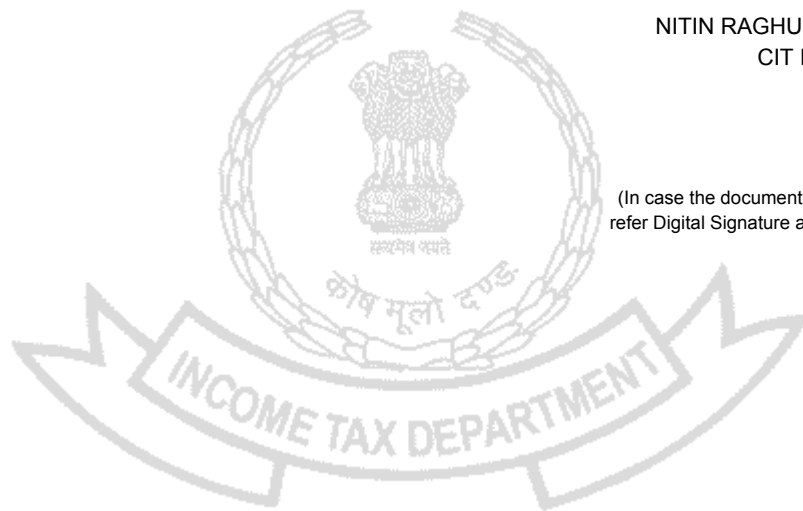 NITIN RAGHU
CIT
(In case the document
refer Digital Signature a
सत्यमेव जयते
कोष मूलो दण्डः
INCOME TAX DEPARTMENT